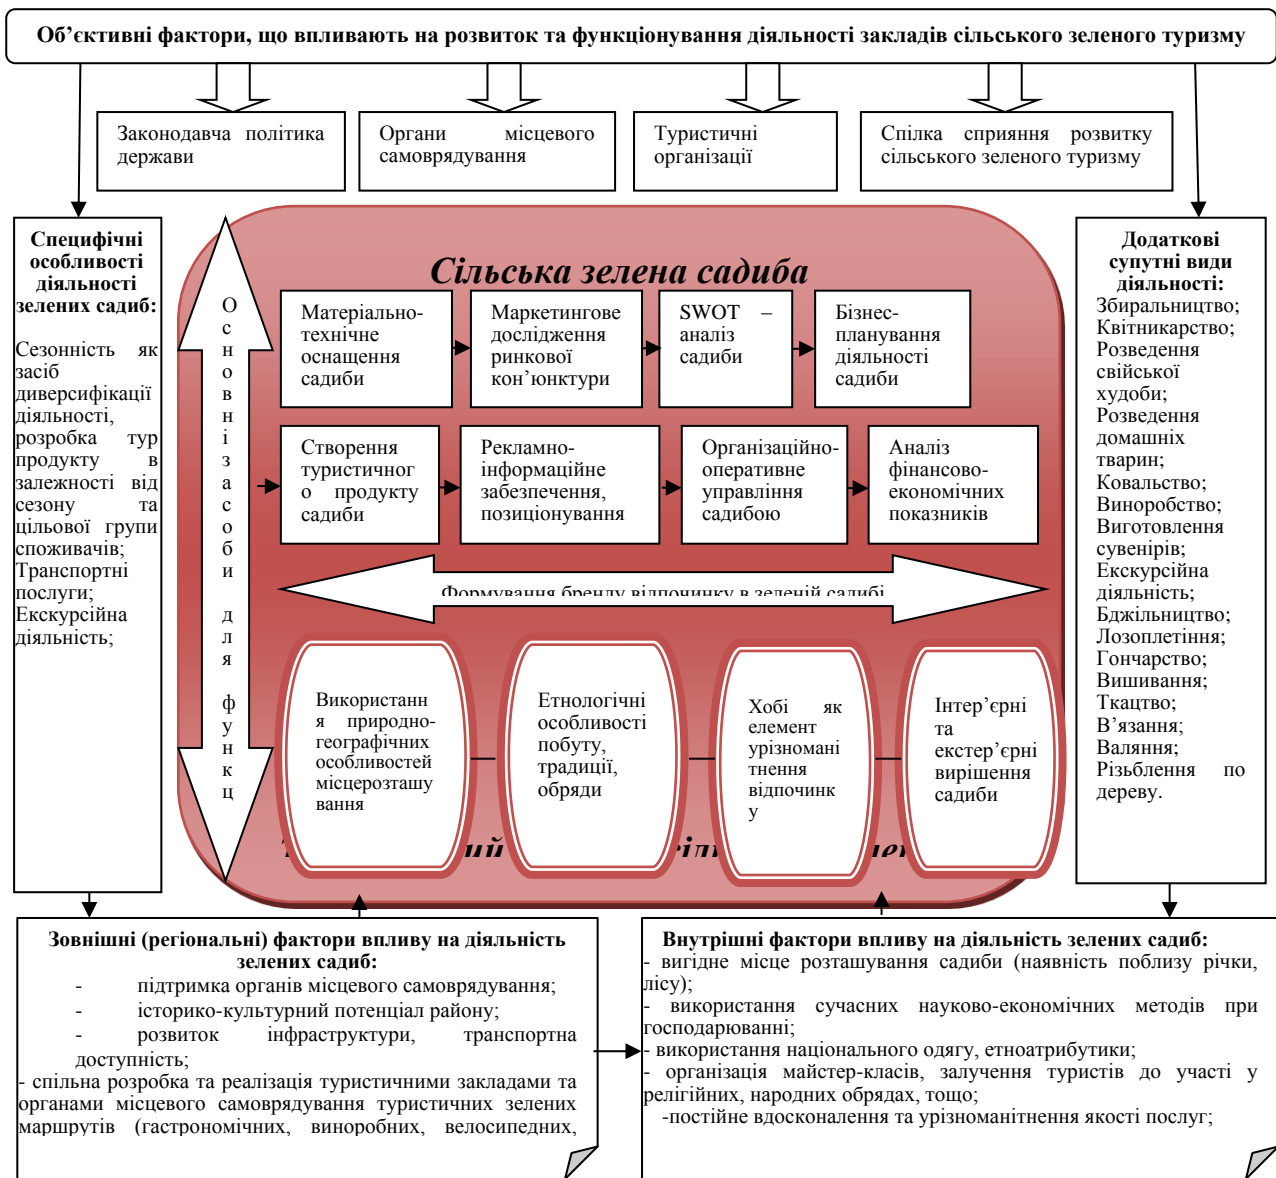 Об’єктивні фактори, що впливають на розвиток та функціонування діяльності закладів сільського зеленого туризму
Законодавча політика
держави
Органи місцевого
самоврядування
Туристичні
організації
Спілка сприяння розвитку
сільського зеленого туризму
Специфічні
особливості
діяльності
зелених садиб:
Сезонність як
засіб
диверсифікації
діяльності,
розробка тур
продукту в
залежності від
сезону та
цільової групи
споживачів;
Транспортні
послуги;
Екскурсійна
діяльність;
Основні засоби для функц
Сільська зелена садиба
Матеріально-
технічне
оснащення
садиби
Маркетингове
дослідження
ринкової
кон’юнктури
SWOT –
аналіз
садиби
Бізнес-
планування
діяльності
садиби
Створення
туристичног
о продукту
садиби
Рекламно-
інформаційне
забезпечення,
позиціонування
Організаційно-
оперативне
управління
садибою
Аналіз
фінансово-
економічних
показників
Формування бренду відпочинку в зеленій садибі
Використанн
я природно-
географічних
особливостей
місцерозташу
вання
Етнологічні
особливості
побуту,
традиції,
обряди
Хобі як
елемент
урізномані
тнення
відпочинк
у
Інтер’єрні
та
екстер’єрні
вирішення
садиби
Додаткові
супутні види
діяльності:
Збиральництво;
Квітникарство;
Розведення
свійської
худоби;
Розведення
домашніх
тварин;
Ковальство;
Виноробство;
Виготовлення
сувенірів;
Екскурсійна
діяльність;
Бджільництво;
Лозоплетіння;
Гончарство;
Вишивання;
Ткацтво;
В’язання;
Валяння;
Різьблення по
дереву.
Зовнішні (регіональні) фактори впливу на діяльність
зелених садиб:
- підтримка органів місцевого самоврядування;
- історико-культурний потенціал району;
- розвиток інфраструктури, транспортна
доступність;
- спільна розробка та реалізація туристичними закладами та
органами місцевого самоврядування туристичних зелених
маршрутів (гастрономічних, виноробних, велосипедних,
Внутрішні фактори впливу на діяльність зелених садиб:
- вигідне місце розташування садиби (наявність поблизу річки,
лісу);
- використання сучасних науково-економічних методів при
господарюванні;
- використання національного одягу, етноатрибутики;
- організація майстер-класів, залучення туристів до участі у
релігійних, народних обрядах, тощо;
-постійне вдосконалення та урізноманітнення якості послуг;